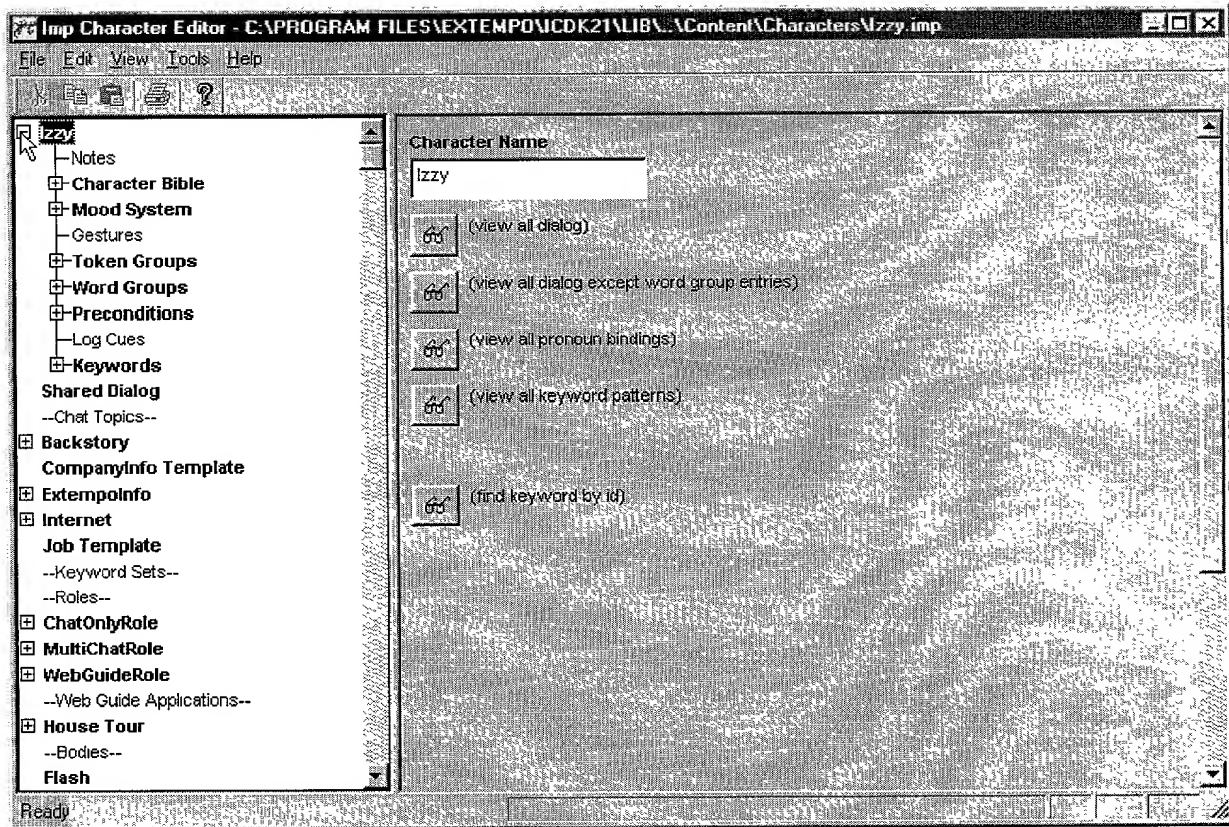 Imp Character Editor - C:\PROGRAM FILES\EXTEMPO\ICDK21\LIB\..\Content\Characters\Izzy.imp
File Edit View Tools Help
Izzy
Notes
Character Bible
Mood System
Gestures
Token Groups
Word Groups
Preconditions
Log Cues
Keywords
Shared Dialog
--Chat Topics--
Backstory
CompanyInfo Template
ExtempoInfo
Internet
Job Template
--Keyword Sets--
--Roles--
ChatOnlyRole
MultiChatRole
WebGuideRole
--Web Guide Applications--
House Tour
--Bodies--
Flash
Character Name
Izzy
(view all dialog)
(view all dialog except word group entries)
(view all pronoun bindings)
(view all keyword patterns)
(find keyword by id)
Ready